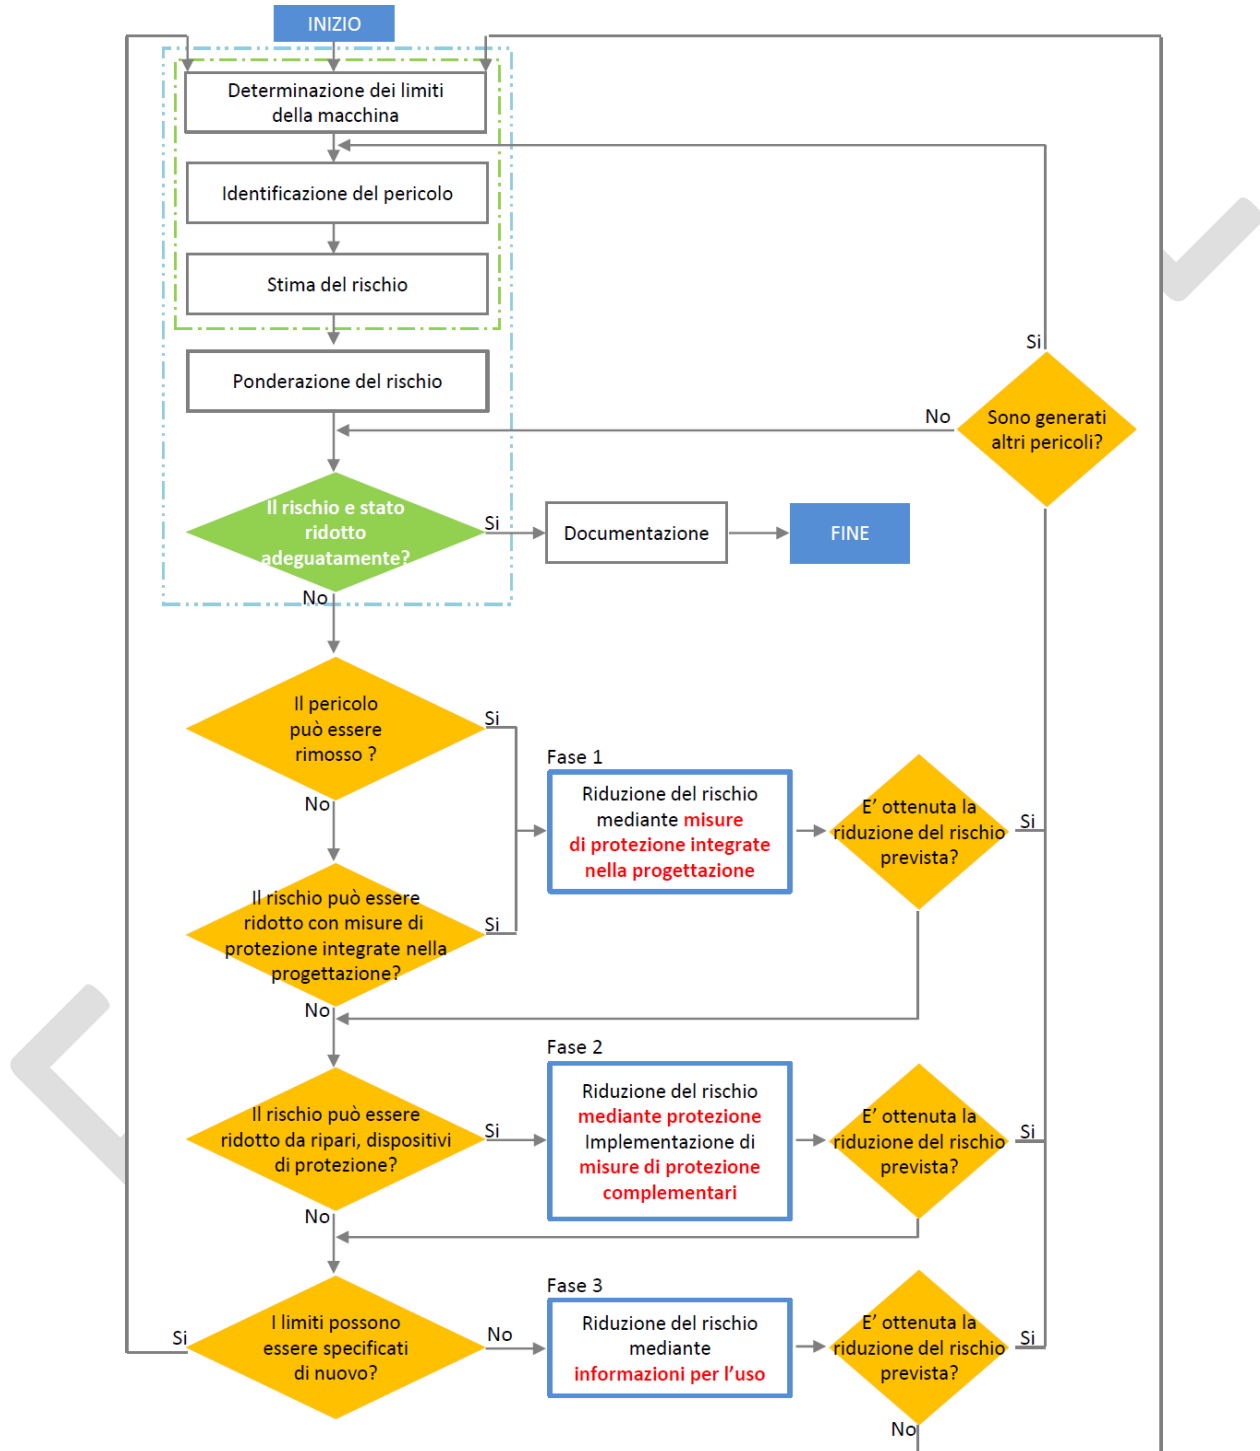 INIZIO
Determinazione dei limiti
della macchina
Identificazione del pericolo
Stima del rischio
Ponderazione del rischio
Si
No
Sono generati
altri pericoli?
Il rischio e stato
ridotto
adeguatamente?
Si
Documentazione
FINE
No
Il pericolo
può essere
rimosso ?
Si
No
Fase 1
Riduzione del rischio
mediante misure
di protezione integrate
nella progettazione
E' ottenuta la
riduzione del rischio
prevista?
Si
Il rischio può essere
ridotto con misure di
protezione integrate nella
progettazione?
Si
No
Fase 2
Il rischio può essere
ridotto da ripari, dispositivi
di protezione?
Si
Riduzione del rischio
mediante protezione
Implementazione di
misure di protezione
complementari
E' ottenuta la
riduzione del rischio
prevista?
Si
No
Fase 3
I limiti possono
essere specificati
di nuovo?
Si
No
Riduzione del rischio
mediante
informazioni per l'uso
E' ottenuta la
riduzione del rischio
prevista?
Si
No